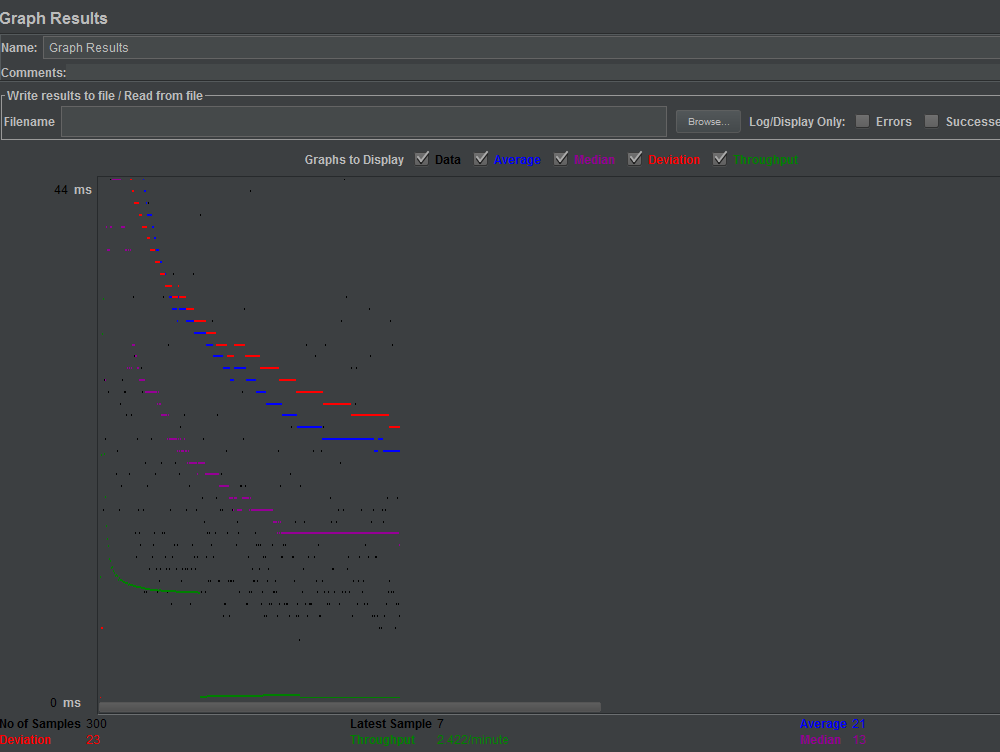 Graph Results
Name: Graph Results
Comments:
Write results to file / Read from file
Filename Browse... Log/Display Only: Errors Successe
Graphs to Display Data Average Median Deviation Throughput
44 ms
0 ms
No of Samples 300 Latest Sample 7 Average 21
Deviation 23 Throughput 2.422/minute Median